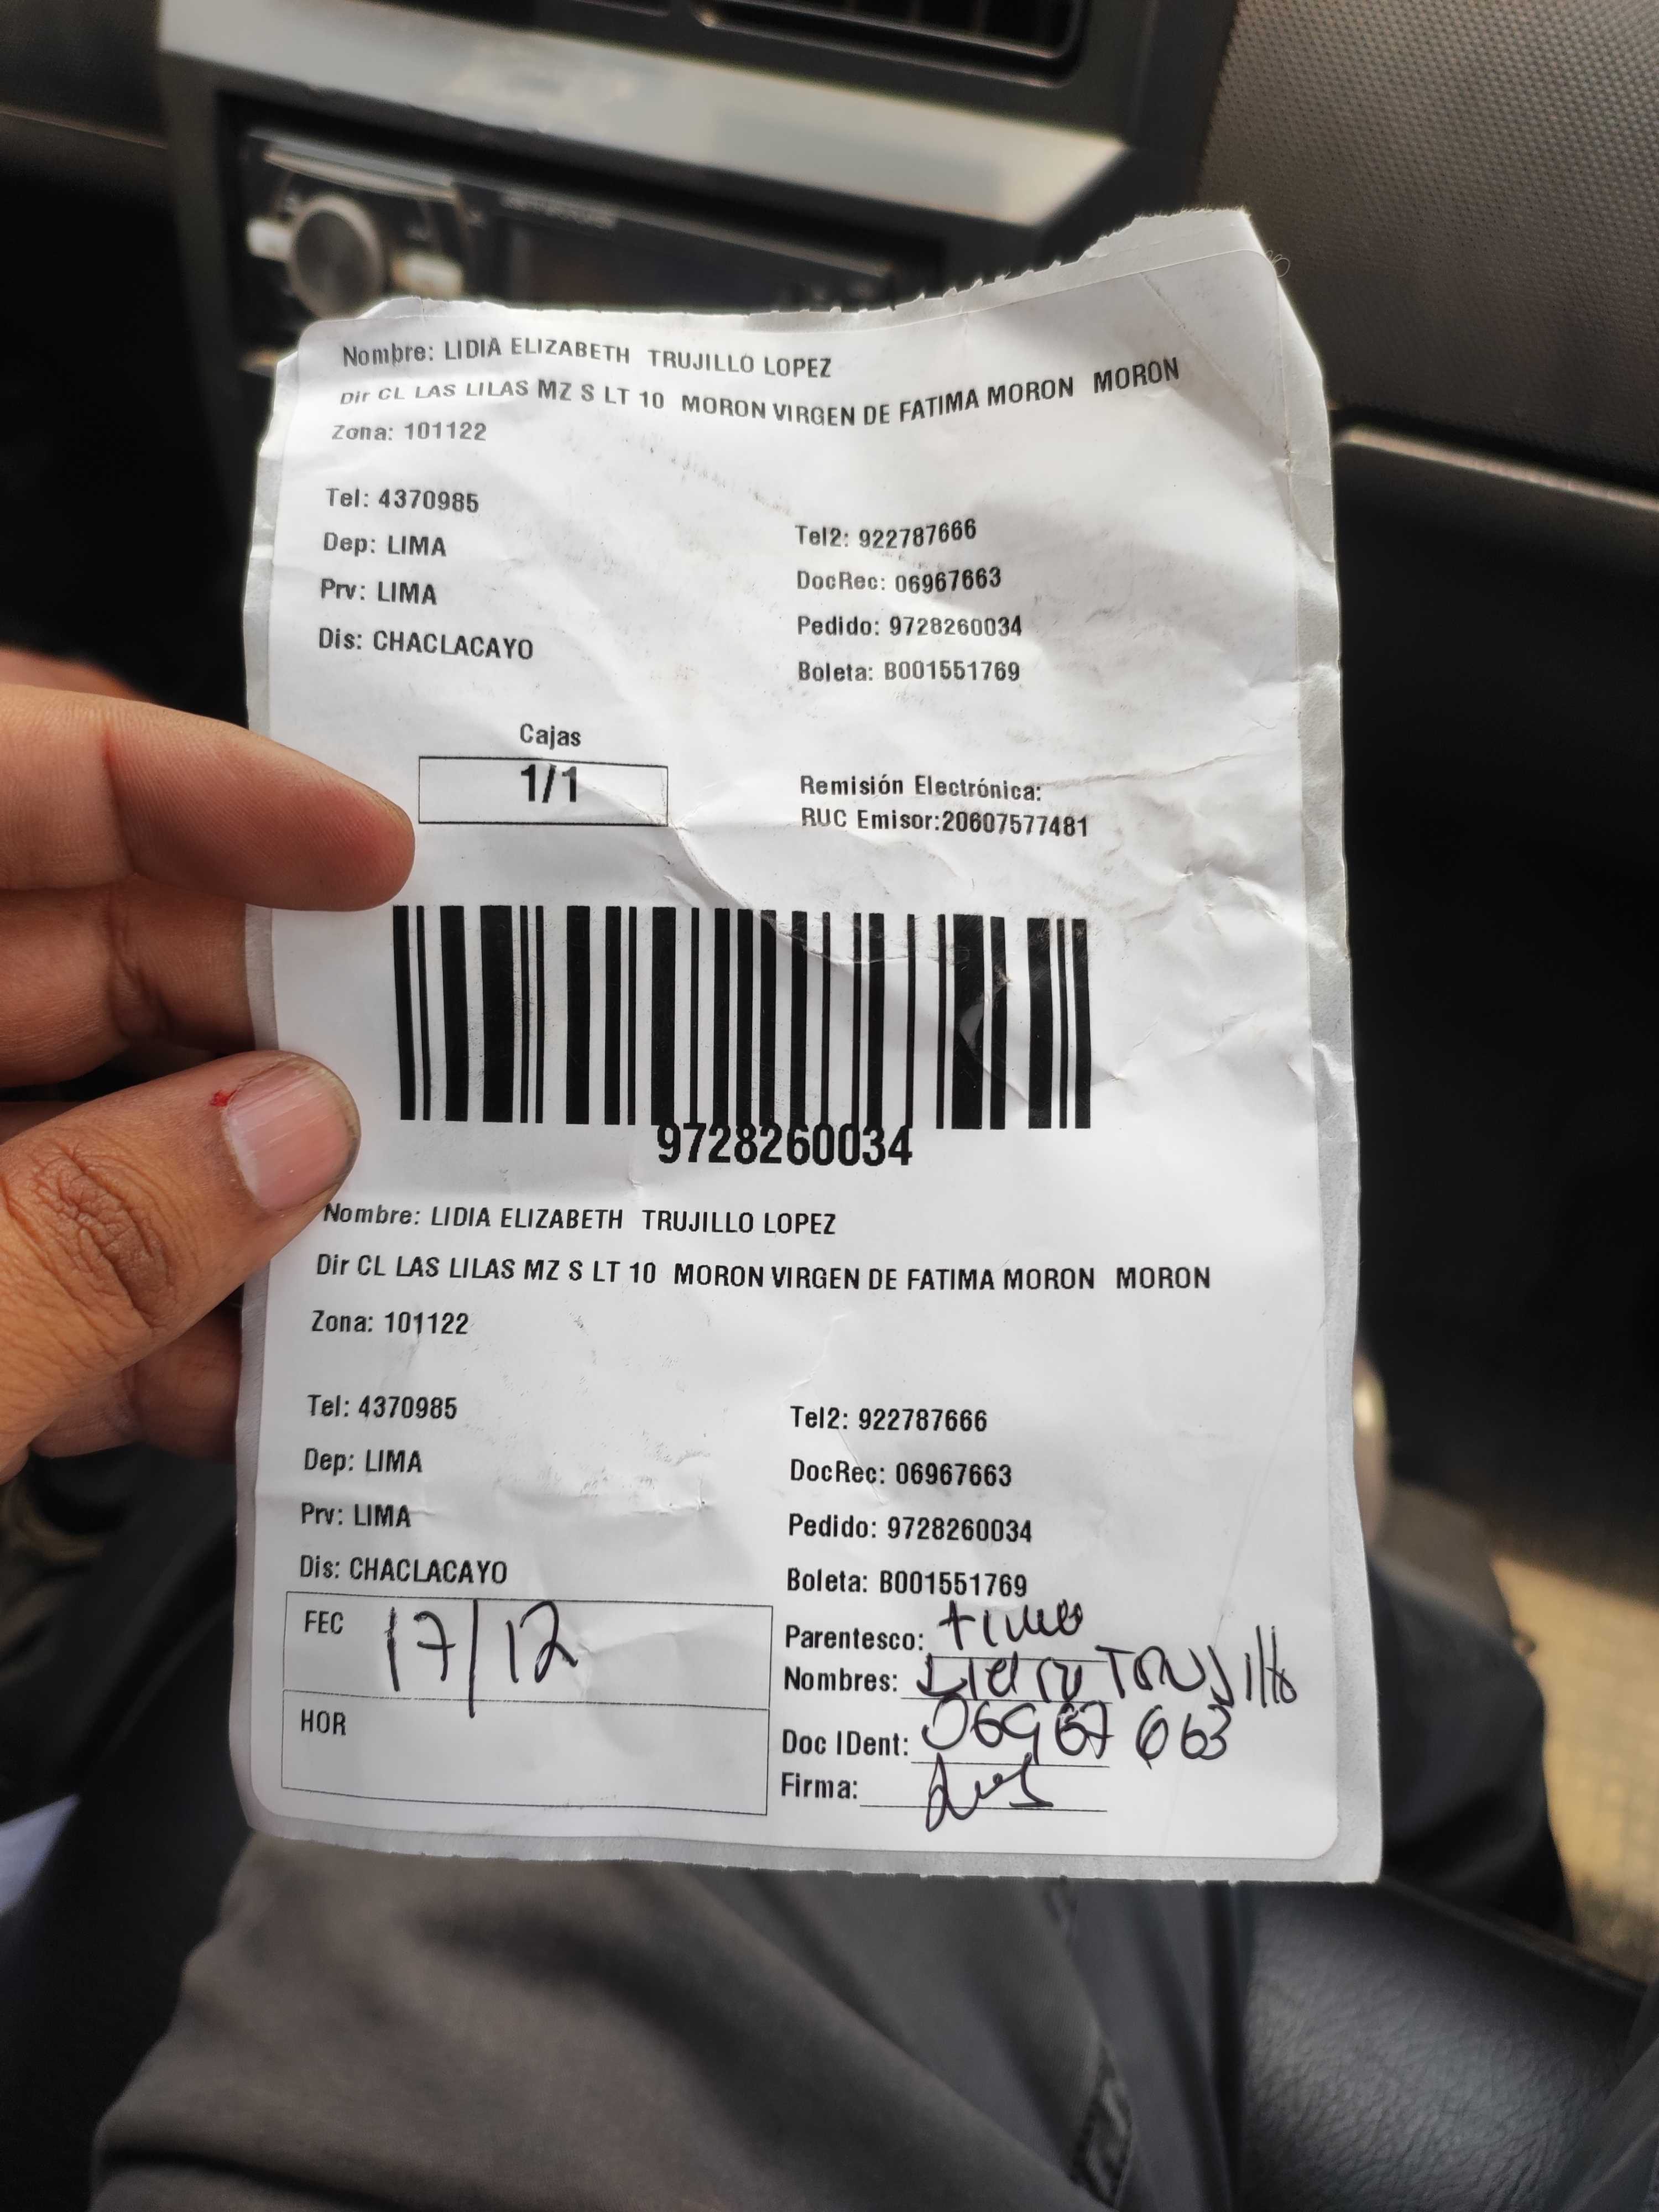 Nombre: LIDIA ELIZABETH TRUJILLO LOPEZ
Dir CL LAS LILAS MZ S LT 10 MORON VIRGEN DE FATIMA MORON MORON
Zona: 101122
Tel: 4370985
Tel2: 922787666
Dep: LIMA
DocRec: 06967663
Prv: LIMA
Pedido: 9728260034
Dis: CHACLACAYO
Boleta: B001551769
Cajas
1/1
Remisión Electrónica:
RUC Emisor:20607577481
9728260034
Nombre: LIDIA ELIZABETH TRUJILLO LOPEZ
Dir CL LAS LILAS MZ S LT 10 MORON VIRGEN DE FATIMA MORON MORON
Zona: 101122
Tel: 4370985
Tel2: 922787666
Dep: LIMA
DocRec: 06967663
Prv: LIMA
Pedido: 9728260034
Dis: CHACLACAYO
Boleta: B001551769
FEC 17/12
Parentesco:
Nombres: Lidia TRUJillo
HOR
Doc IDent: 06967663
Firma: